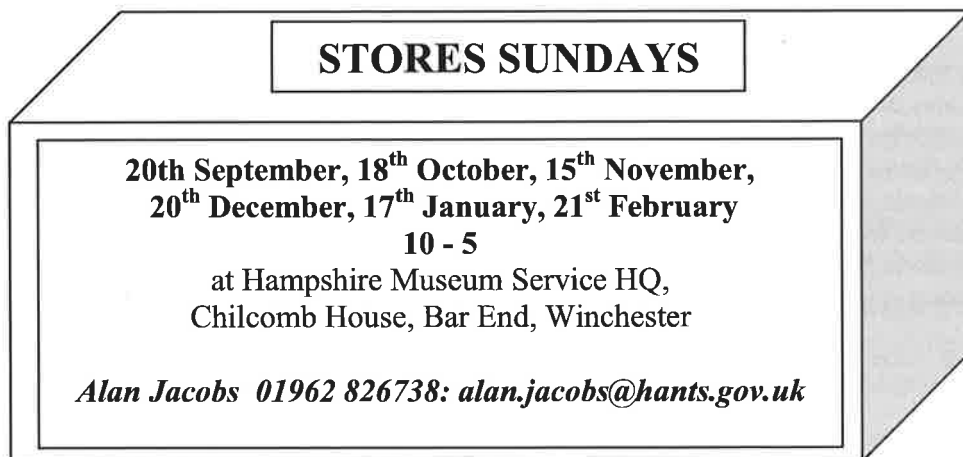 STORES SUNDAYS
20th September, 18th October, 15th November,
20th December, 17th January, 21st February
10 - 5
at Hampshire Museum Service HQ,
Chilcomb House, Bar End, Winchester
Alan Jacobs 01962 826738: alan.jacobs@hants.gov.uk